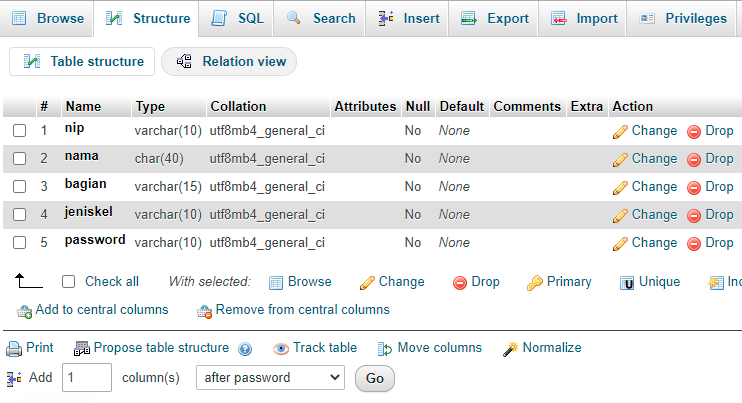 Browse Structure SQL Search Insert Export Import Privileges
Table structure Relation view
# Name Type Collation Attributes Null Default Comments Extra Action
1 nip varchar(10) utf8mb4_general_ci No None Change Drop
2 nama char(40) utf8mb4_general_ci No None Change Drop
3 bagian varchar(15) utf8mb4_general_ci No None Change Drop
4 jeniskel varchar(10) utf8mb4_general_ci No None Change Drop
5 password varchar(10) utf8mb4_general_ci No None Change Drop
Check all With selected: Browse Change Drop Primary Unique
Add to central columns Remove from central columns
Print Propose table structure Track table Move columns Normalize
Add 1 column(s) after password Go